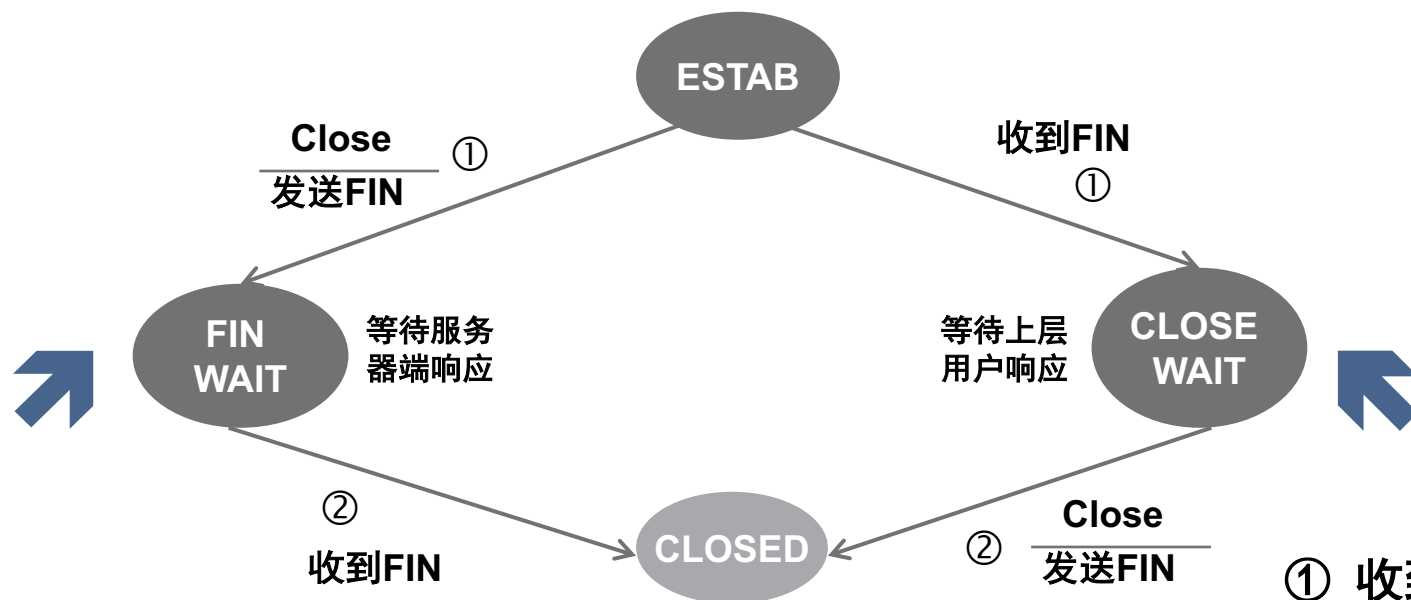 ESTAB
Close
①
发送FIN
收到FIN
①
FIN
WAIT
等待服务
器端响应
等待上层
用户响应
CLOSE
WAIT
②
收到FIN
CLOSED
②
Close
发送FIN
① 收